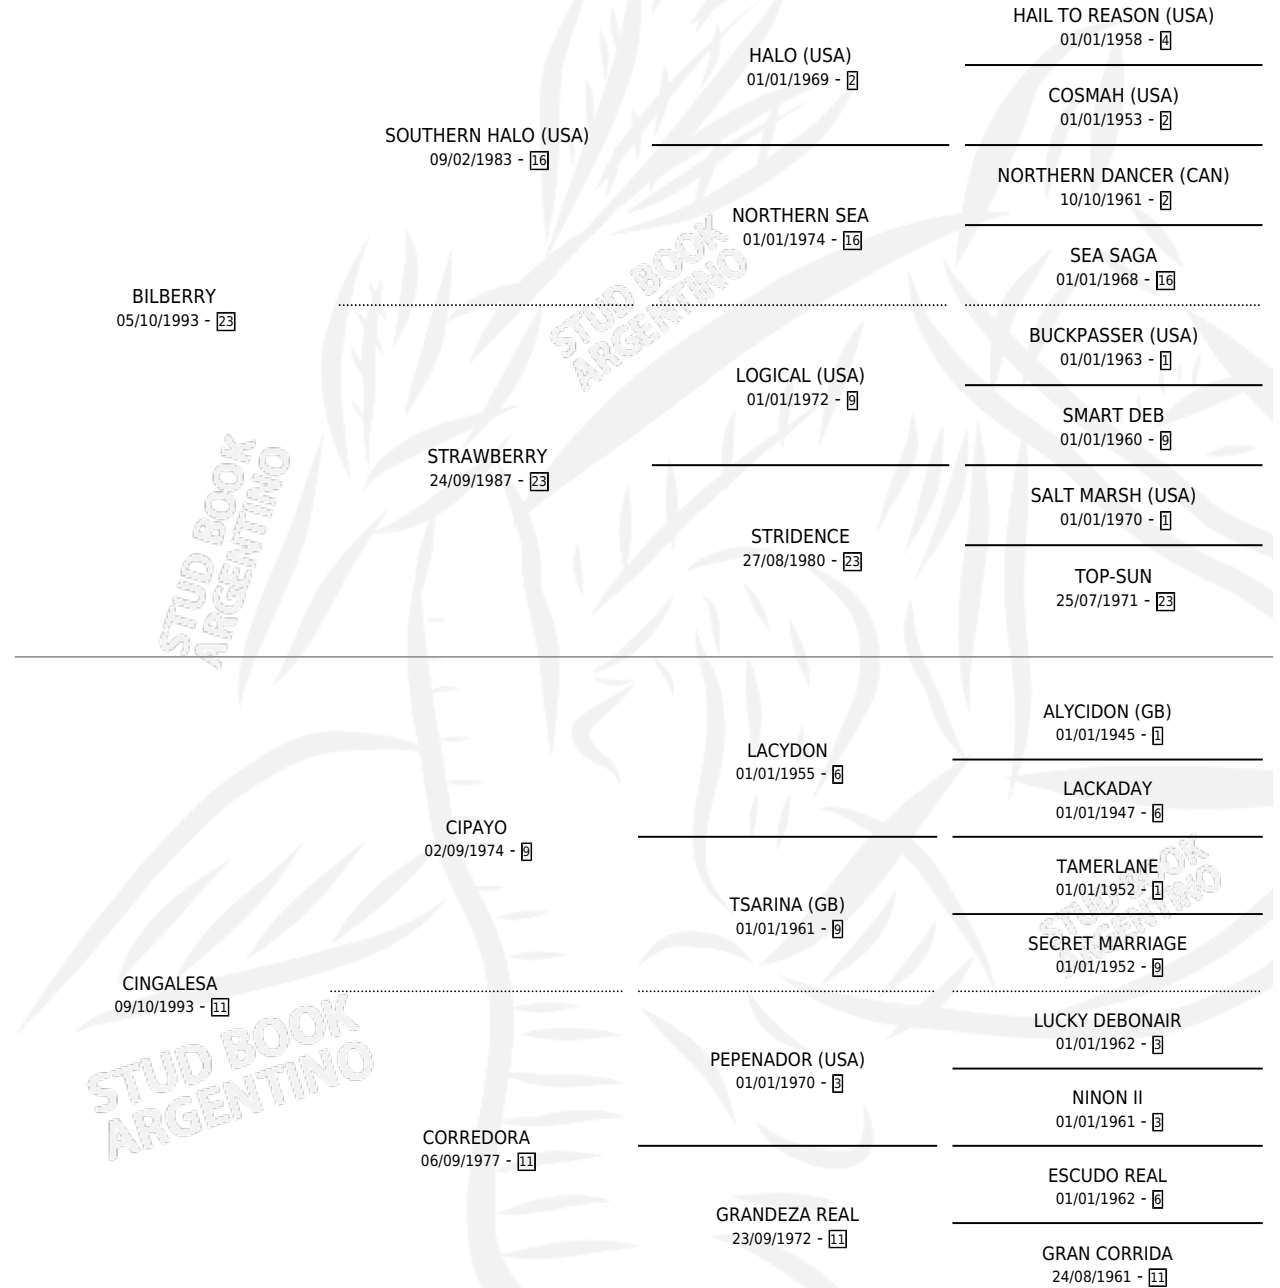 HAIL TO REASON (USA)
01/01/1958 - 4
HALO (USA)
01/01/1969 - 2
COSMAH (USA)
01/01/1953 - 2
SOUTHERN HALO (USA)
09/02/1983 - 16
NORTHERN DANCER (CAN)
10/10/1961 - 2
NORTHERN SEA
01/01/1974 - 16
SEA SAGA
01/01/1968 - 16
BILBERRY
05/10/1993 - 23
STUD BOOK
ARGENTINO
BUCKPASSER (USA)
01/01/1963 - 1
LOGICAL (USA)
01/01/1972 - 9
SMART DEB
01/01/1960 - 9
STRAWBERRY
24/09/1987 - 23
SALT MARSH (USA)
01/01/1970 - 1
STRIDENCE
27/08/1980 - 23
TOP-SUN
25/07/1971 - 23
STUD BOOK
ARGENTINO
ALYCIDON (GB)
01/01/1945 - 1
LACYDON
01/01/1955 - 6
LACKADAY
01/01/1947 - 6
CIPAYO
02/09/1974 - 9
TAMERLANE
01/01/1952 - 1
TSARINA (GB)
01/01/1961 - 9
SECRET MARRIAGE
01/01/1952 - 9
STUD BOOK
ARGENTINO
CINGALESA
09/10/1993 - 11
LUCKY DEBONAIR
01/01/1962 - 3
PEPENADOR (USA)
01/01/1970 - 3
NINON II
01/01/1961 - 3
STUD BOOK
ARGENTINO
CORREDORA
06/09/1977 - 11
ESCUDO REAL
01/01/1962 - 6
GRANDEZA REAL
23/09/1972 - 11
GRAN CORRIDA
24/08/1961 - 11